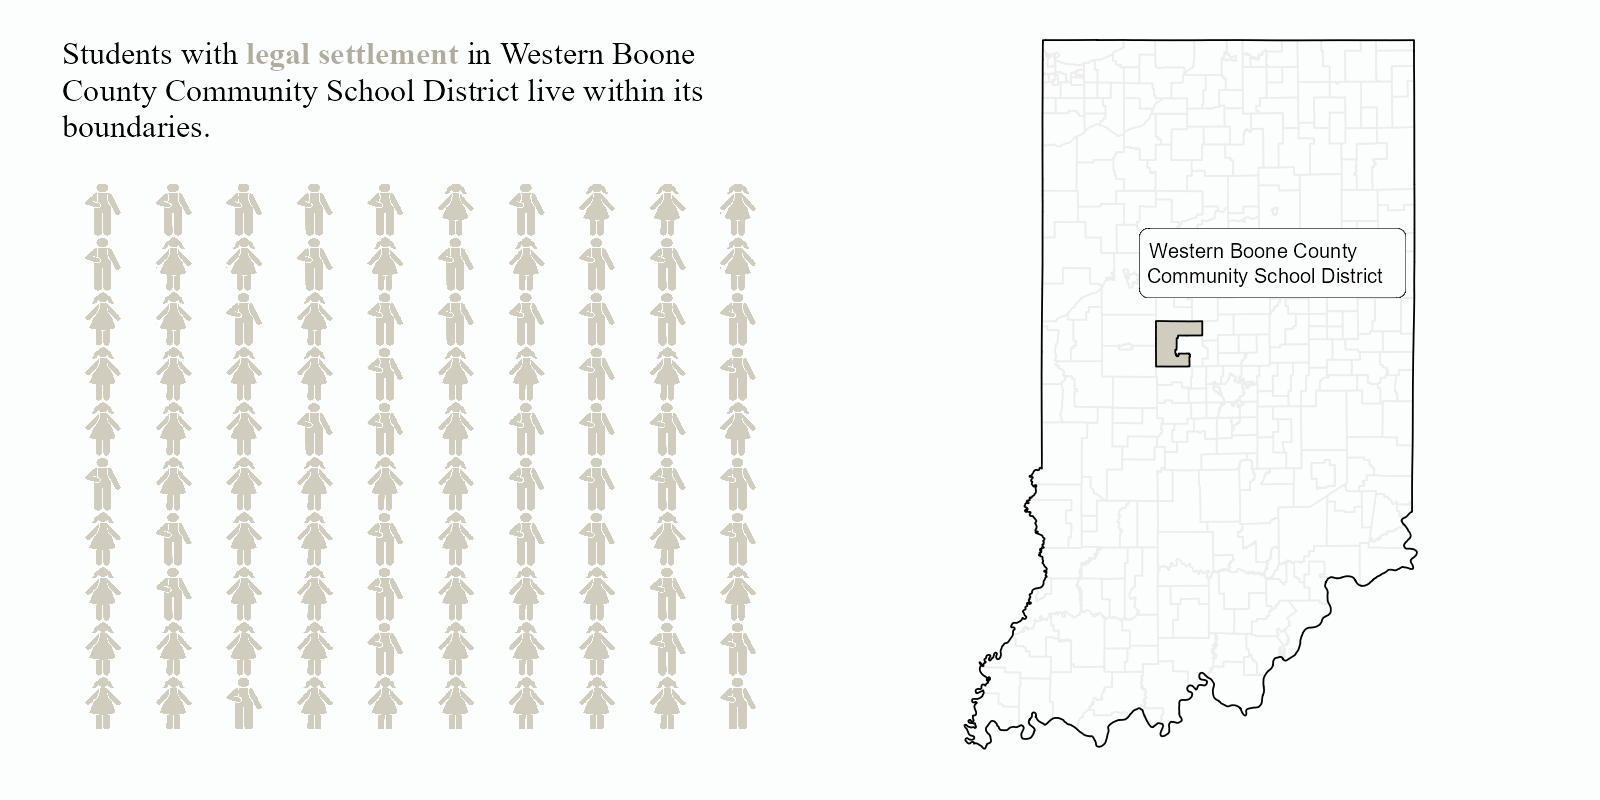 Students with legal settlement in Western Boone
County Community School District live within its
boundaries.
Western Boone County
Community School District